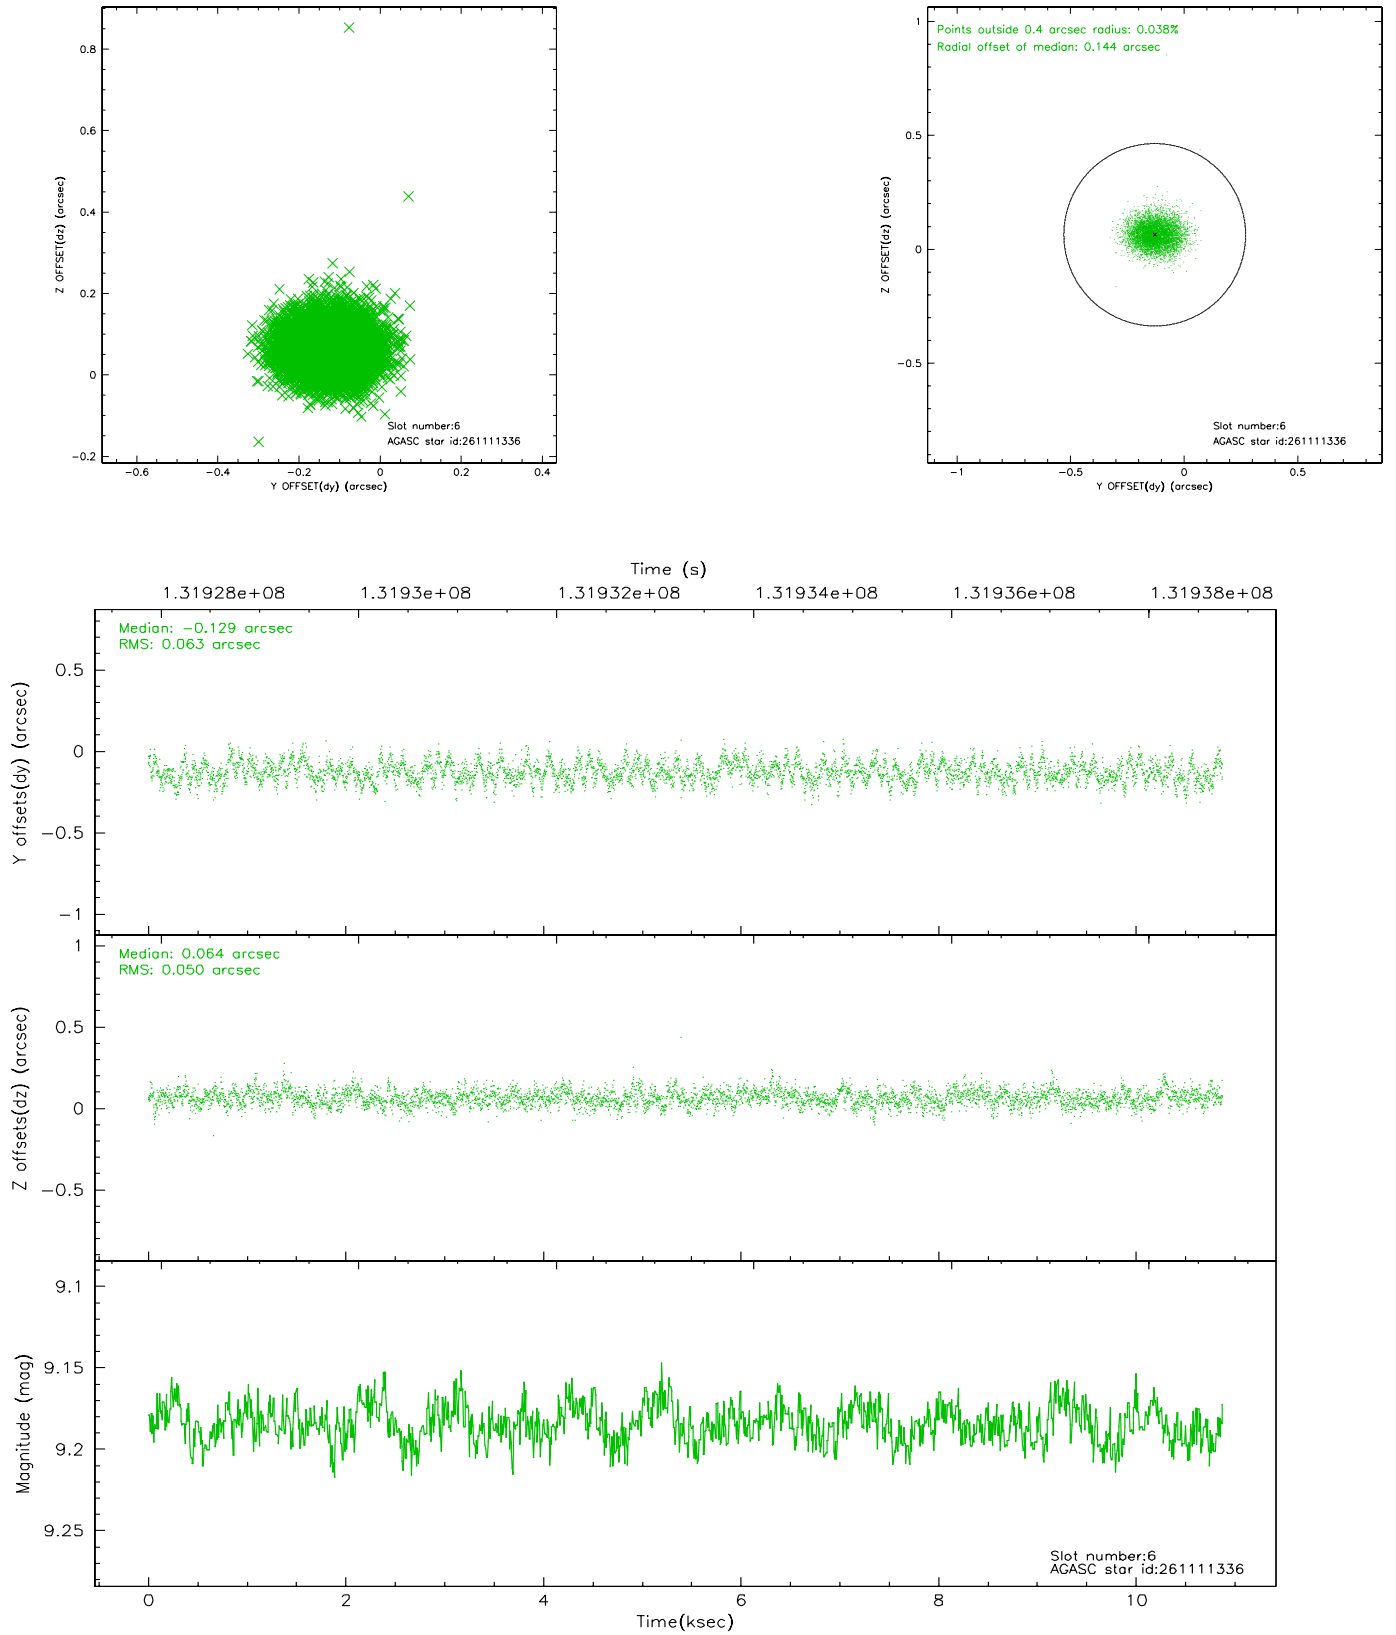 0.8
0.6
0.4
0.2
0
−0.2
Z OFFSET(dz) (arcsec)
Slot number:6
AGASC star id:261111336
−0.6 −0.4 −0.2 0 0.2 0.4
Y OFFSET(dy) (arcsec)
Points outside 0.4 arcsec radius: 0.038%
Radial offset of median: 0.144 arcsec
1
0.5
0
−0.5
Z OFFSET(dz) (arcsec)
Slot number:6
AGASC star id:261111336
−1 −0.5 0 0.5
Y OFFSET(dy) (arcsec)
Time (s)
1.31928e+08 1.3193e+08 1.31932e+08 1.31934e+08 1.31936e+08 1.31938e+08
Median: −0.129 arcsec
RMS: 0.063 arcsec
0.5
0
−0.5
−1
Y offsets(dy) (arcsec)
Median: 0.064 arcsec
RMS: 0.050 arcsec
1
0.5
0
−0.5
Z offsets(dz) (arcsec)
9.1
9.15
9.2
9.25
Magnitude (mag)
Slot number:6
AGASC star id:261111336
0 2 4 6 8 10
Time(ksec)